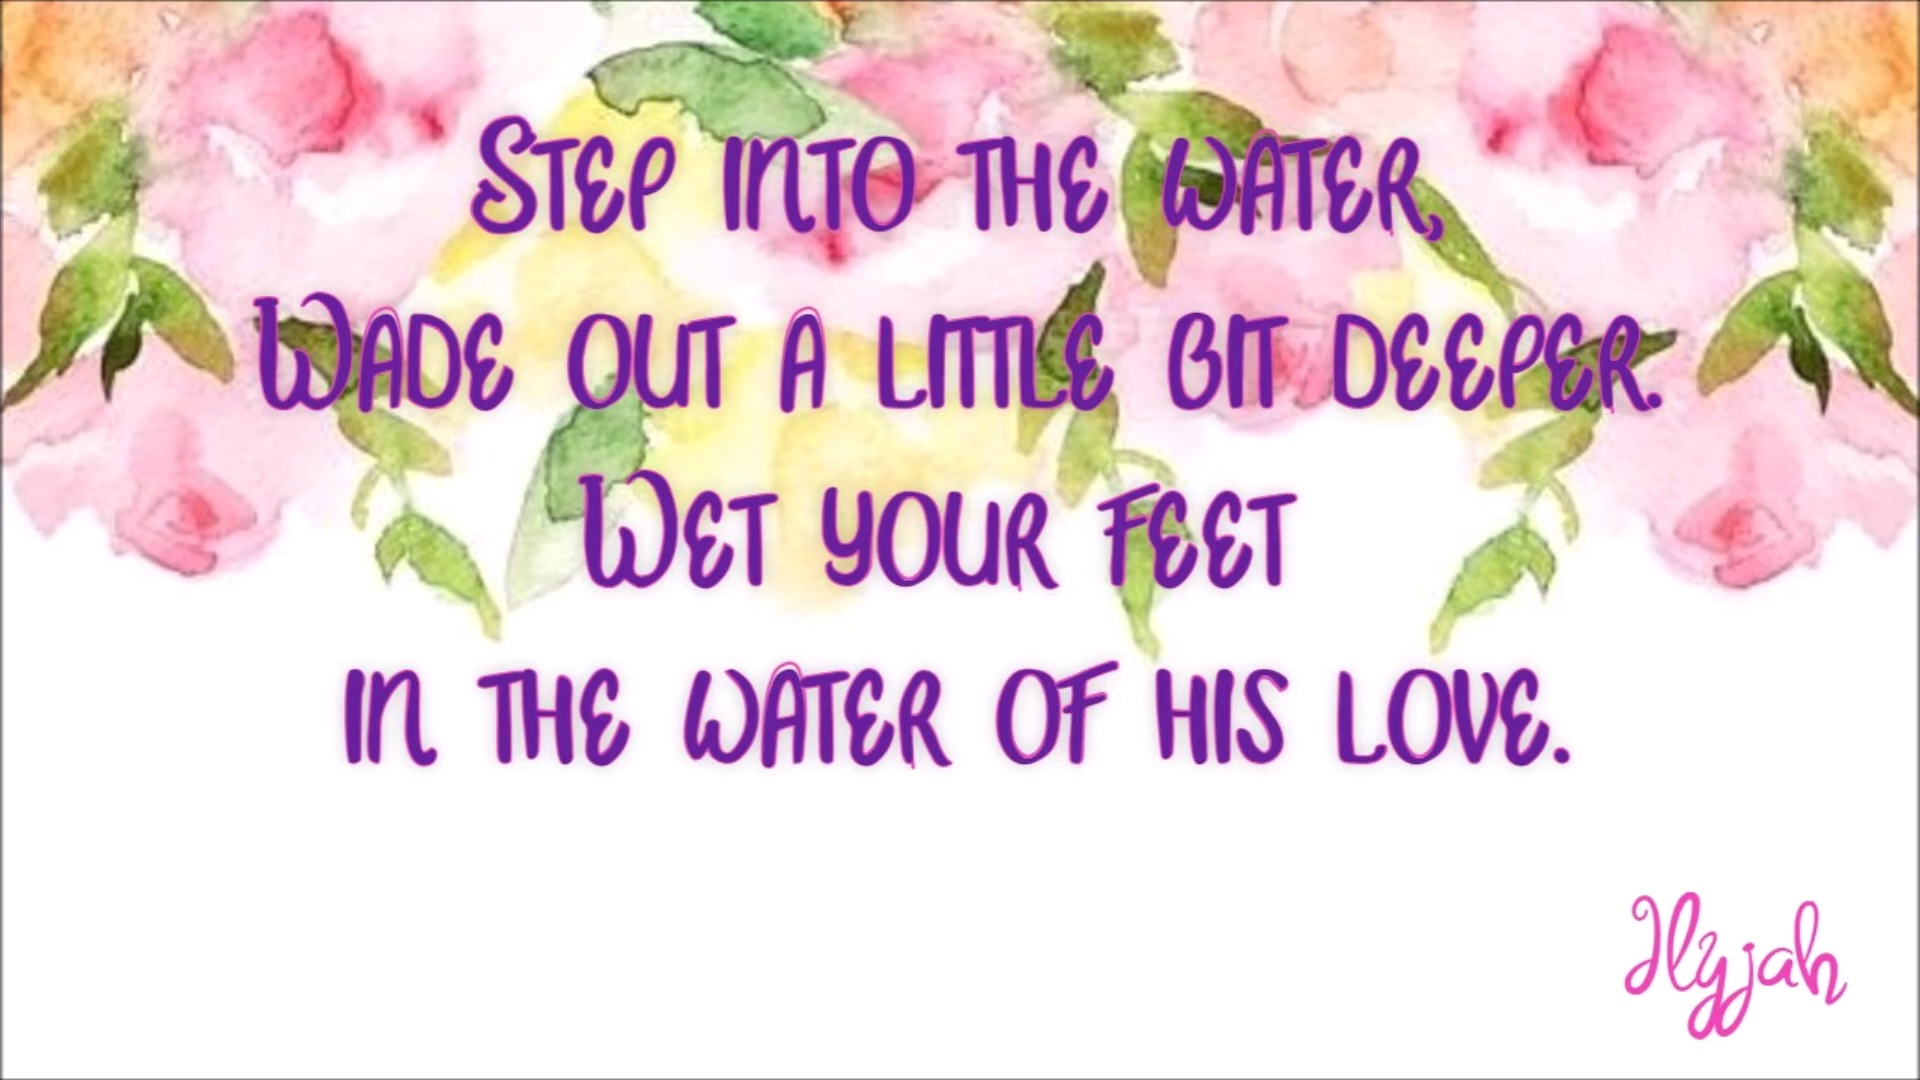 Step into the water,
Wade out a little bit deeper.
Wet your feet
in the water of his love.
Ilyjah